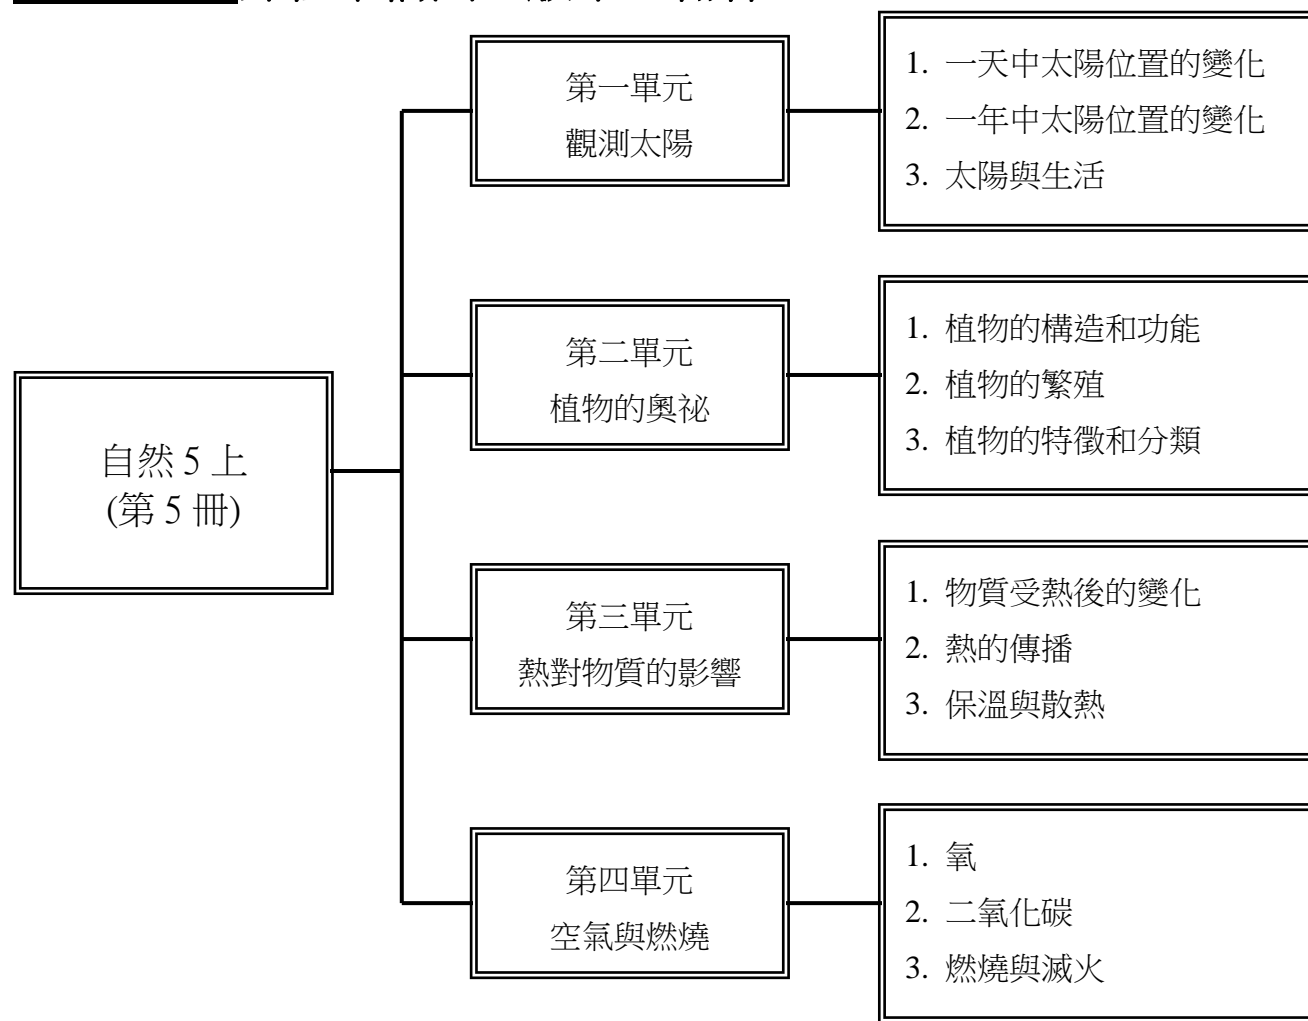 自然 5 上
(第 5 冊)
第一單元
觀測太陽
1. 一天中太陽位置的變化
2. 一年中太陽位置的變化
3. 太陽與生活
第二單元
植物的奧祕
1. 植物的構造和功能
2. 植物的繁殖
3. 植物的特徵和分類
第三單元
熱對物質的影響
1. 物質受熱後的變化
2. 熱的傳播
3. 保溫與散熱
第四單元
空氣與燃燒
1. 氧
2. 二氧化碳
3. 燃燒與滅火